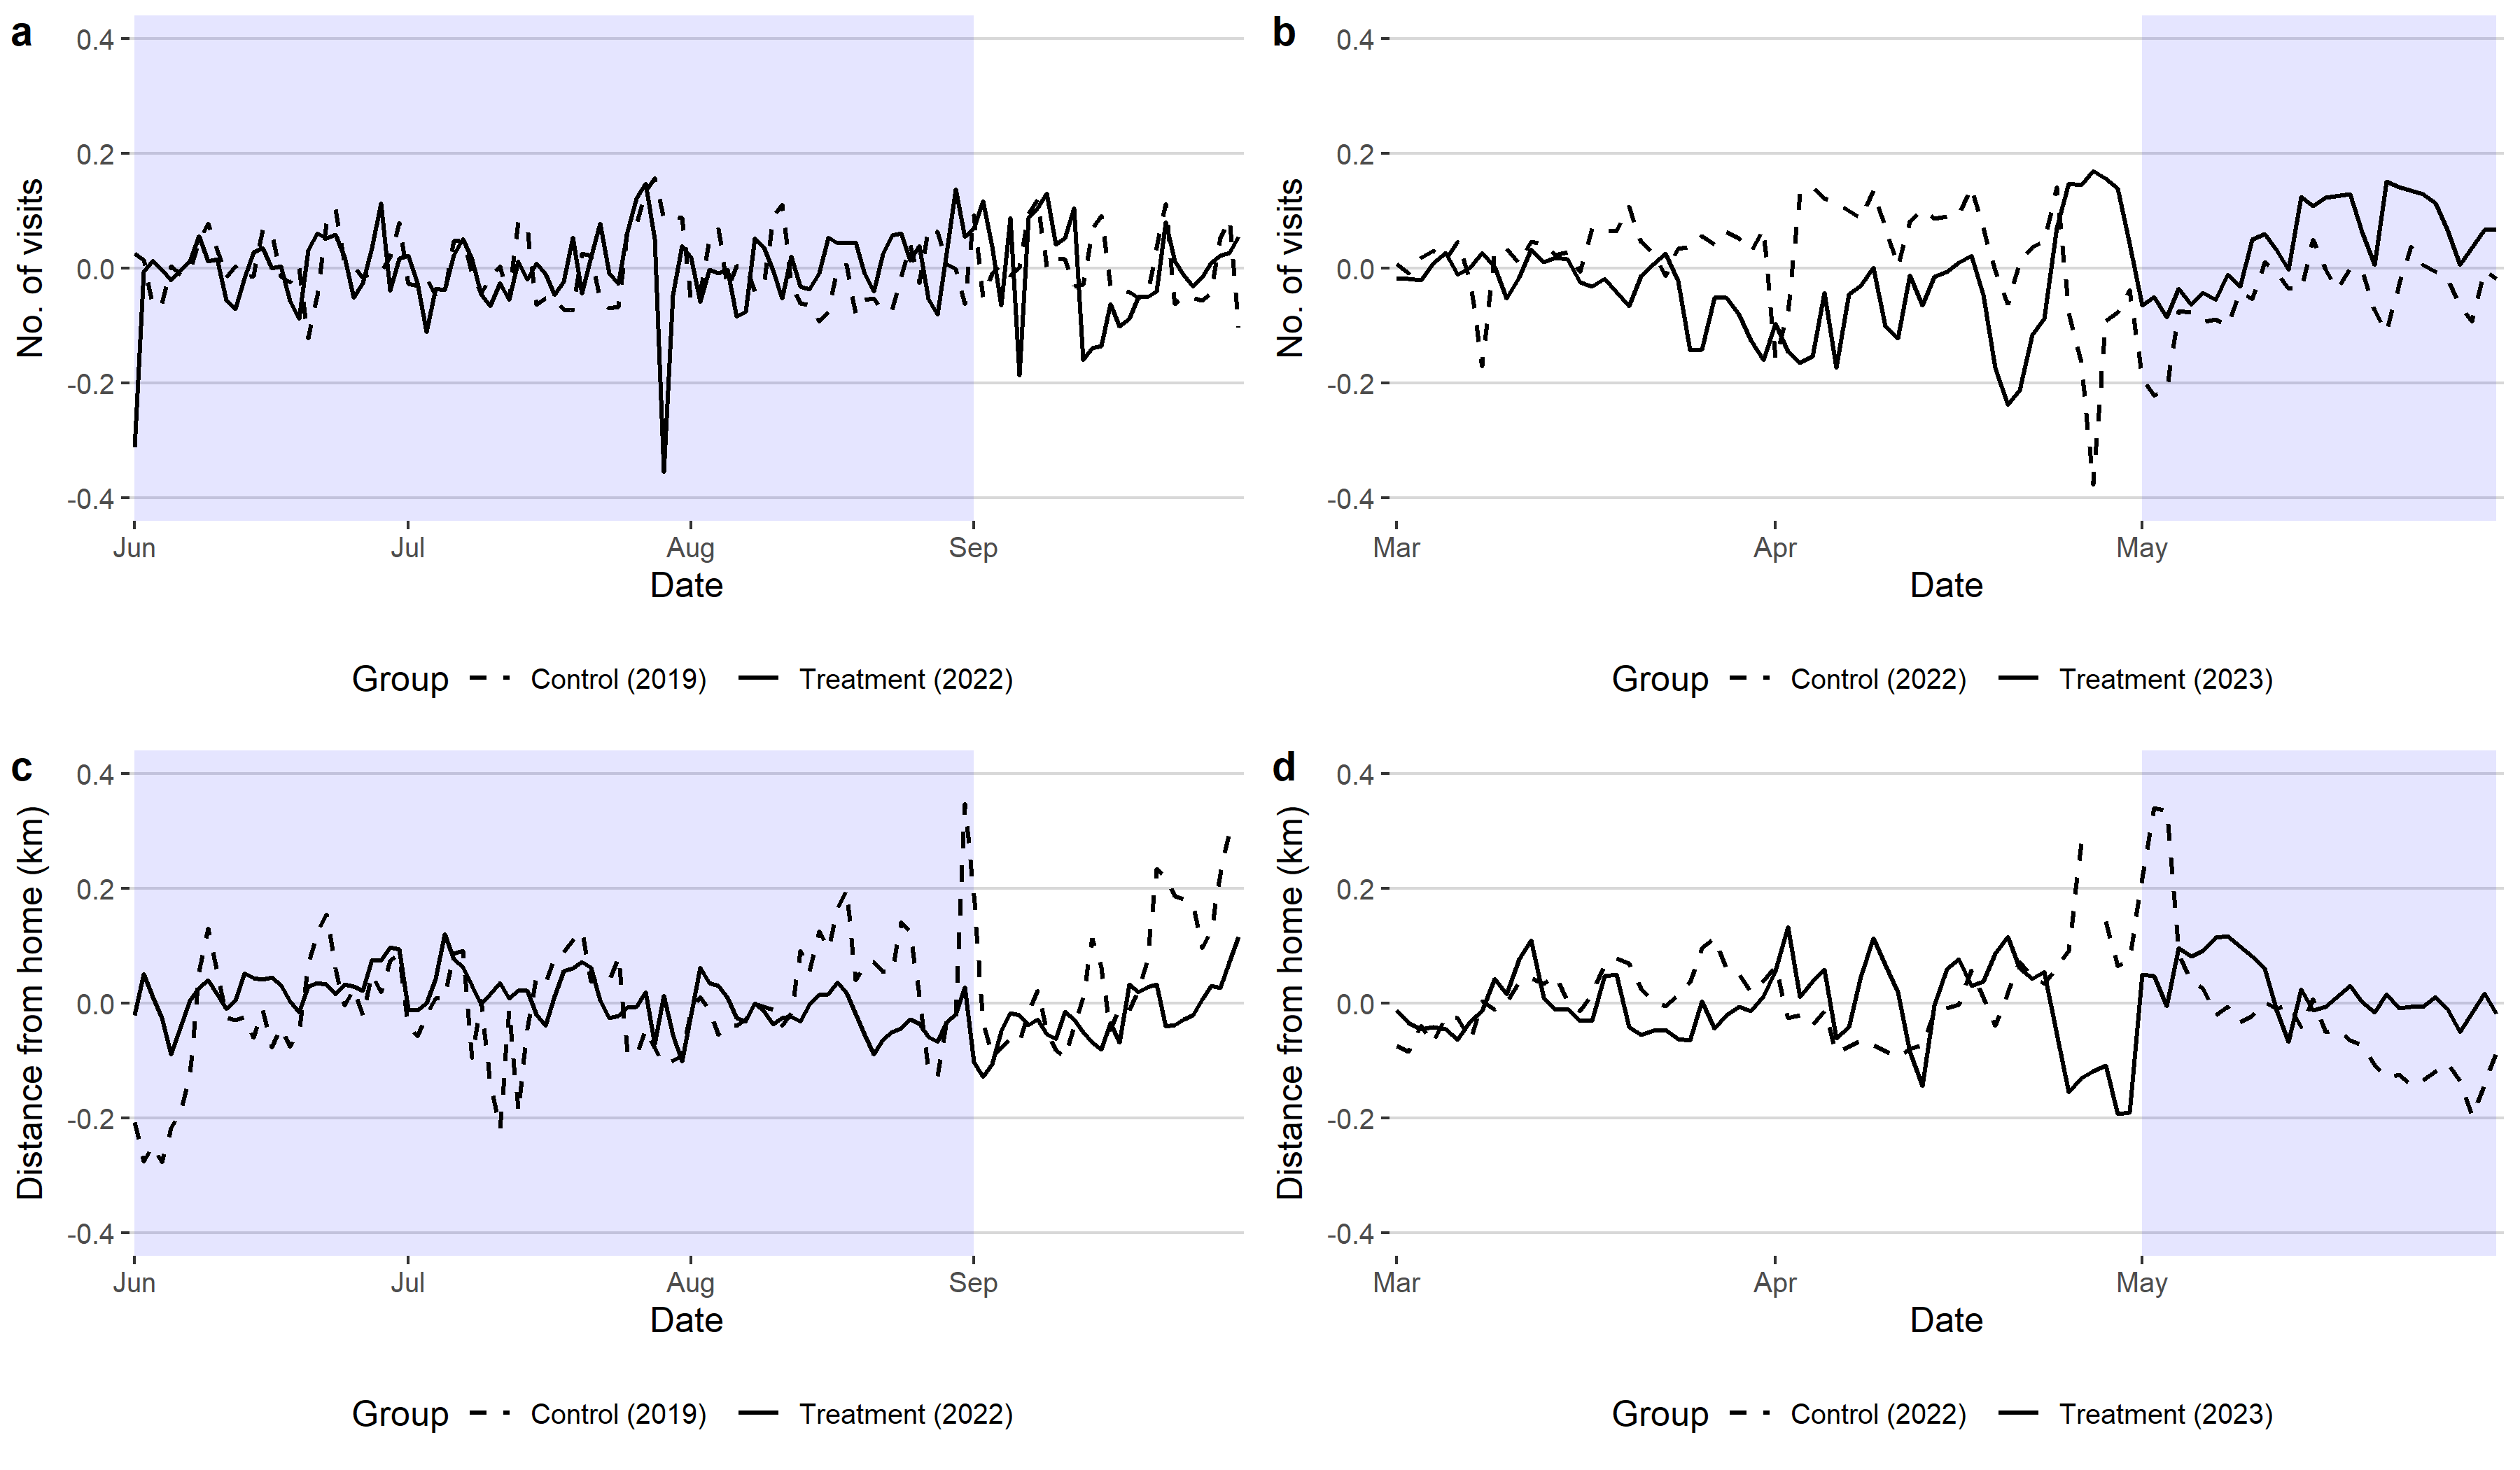 a
0.4
0.2
0.0
-0.2
-0.4
No. of visits
Jun Jul Aug Sep
Date
Group Control (2019) Treatment (2022)
b
0.4
0.2
0.0
-0.2
-0.4
No. of visits
Mar Apr May
Date
Group Control (2022) Treatment (2023)
c
0.4
0.2
0.0
-0.2
-0.4
Distance from home (km)
Jun Jul Aug Sep
Date
Group Control (2019) Treatment (2022)
d
0.4
0.2
0.0
-0.2
-0.4
Distance from home (km)
Mar Apr May
Date
Group Control (2022) Treatment (2023)